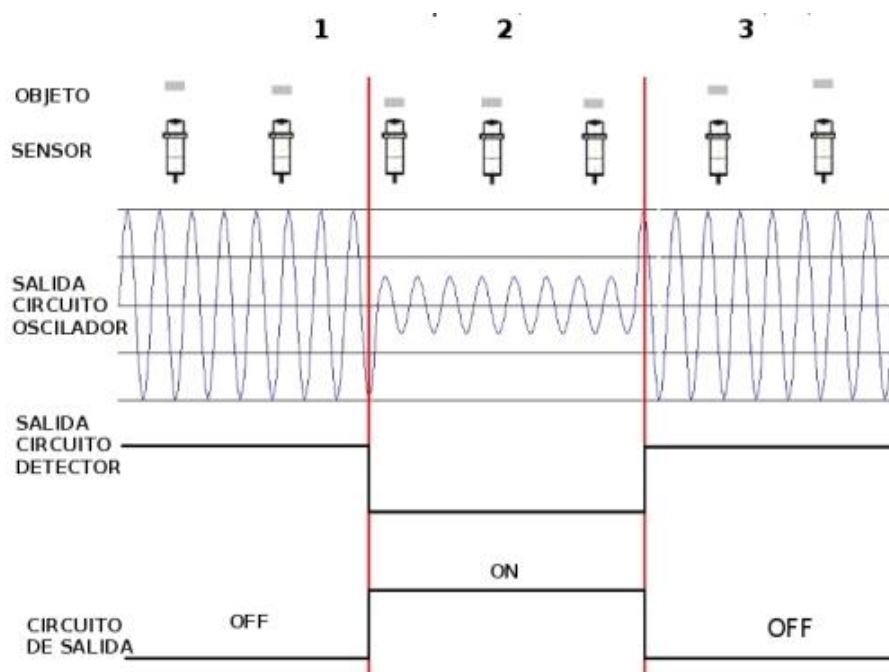 1 2 3
OBJETO
SENSOR
SALIDA
CIRCUITO
OSCILADOR
SALIDA
CIRCUITO
DETECTOR
ON
OFF
OFF
CIRCUITO
DE SALIDA